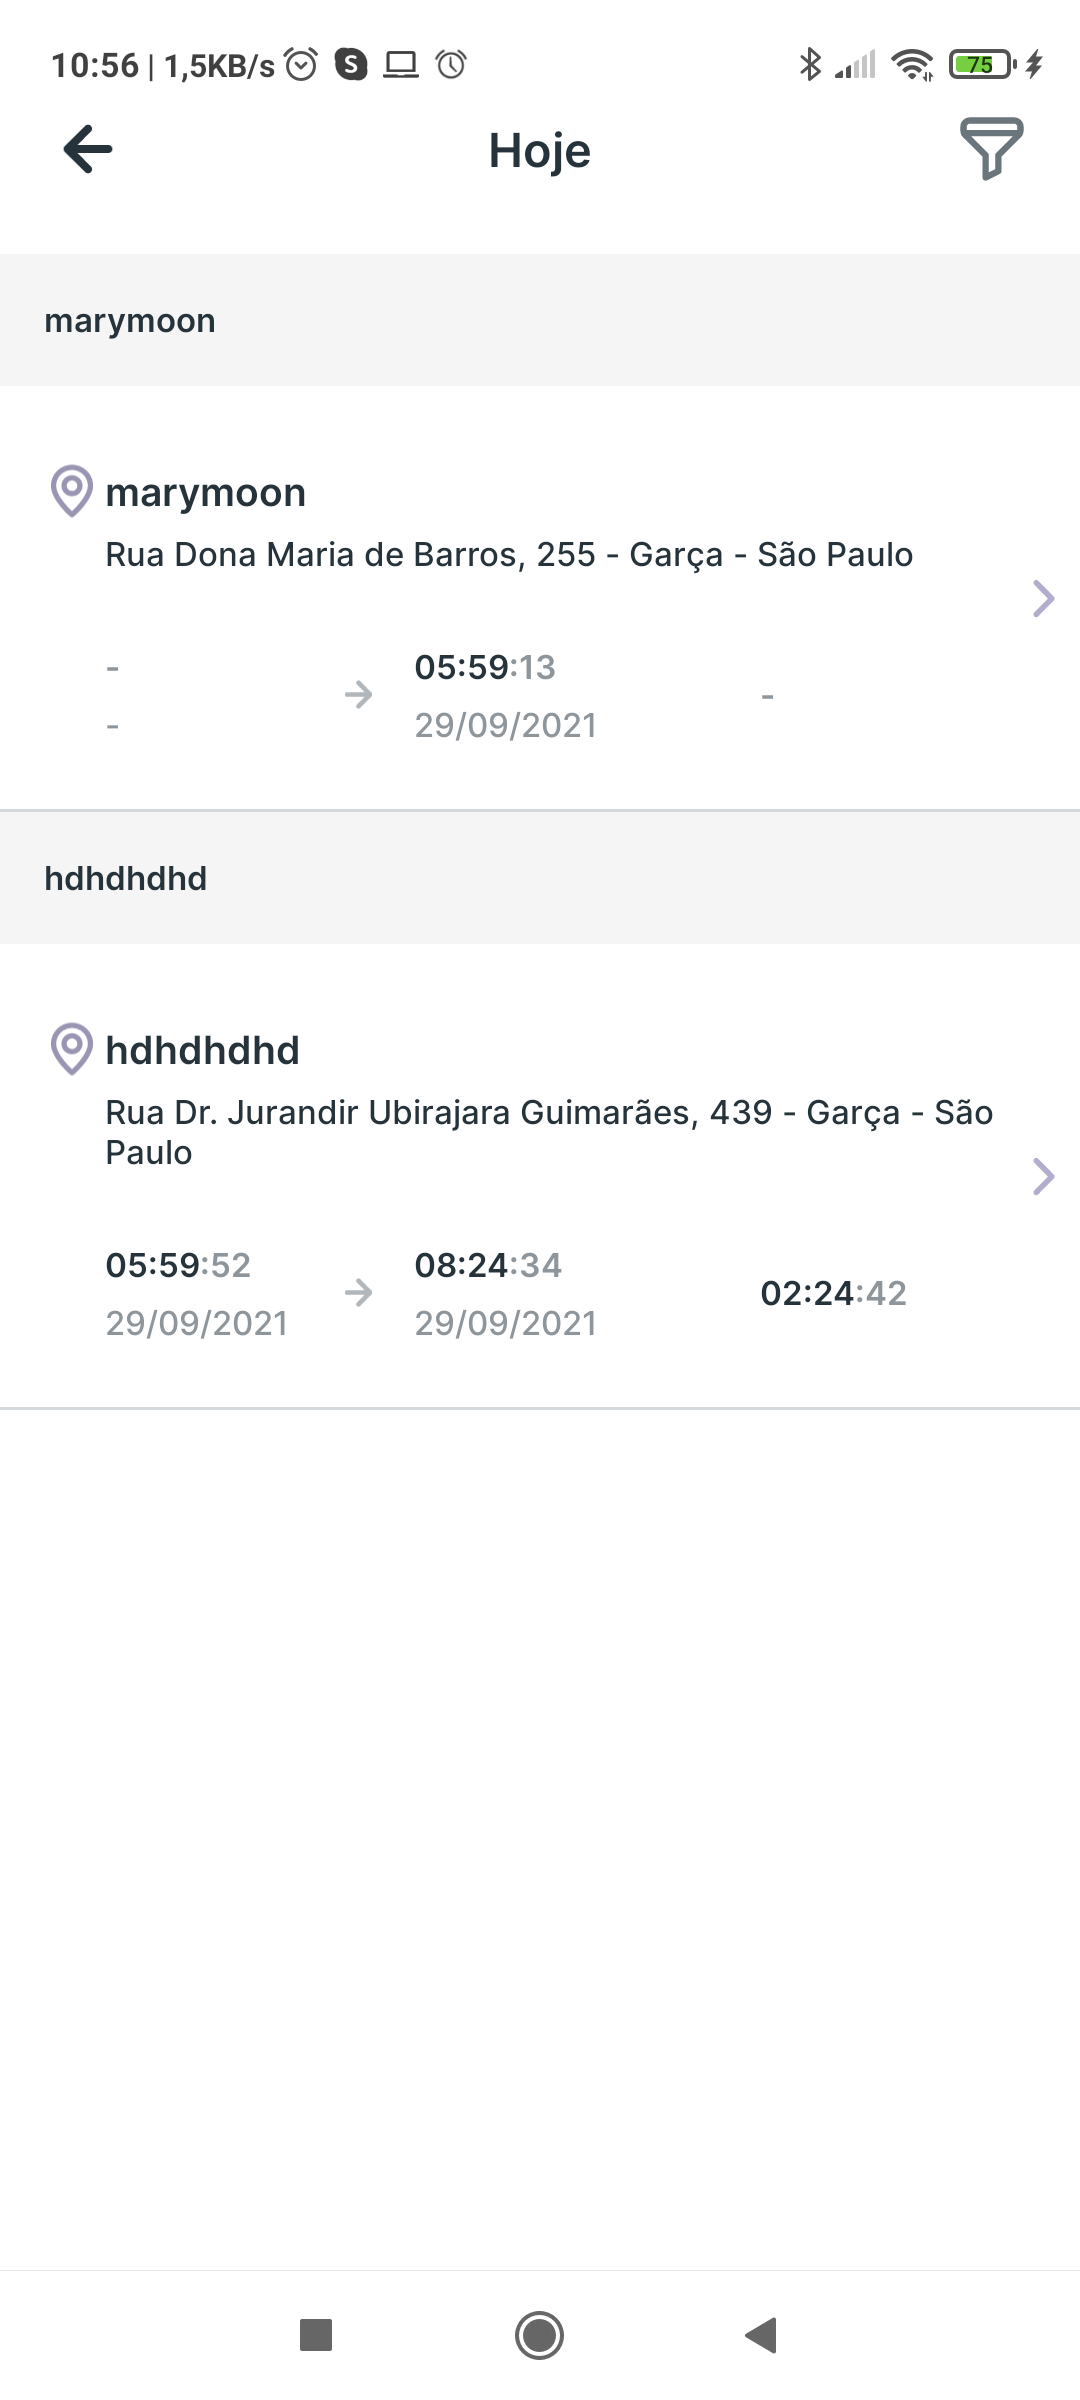 10:56 | 1,5KB/s S 75
Hoje
marymoon
marymoon
Rua Dona Maria de Barros, 255 - Garça - São Paulo
- 05:59:13 -
- 29/09/2021
hdhdhdhd
hdhdhdhd
Rua Dr. Jurandir Ubirajara Guimarães, 439 - Garça - São
Paulo
05:59:52 08:24:34 02:24:42
29/09/2021 29/09/2021